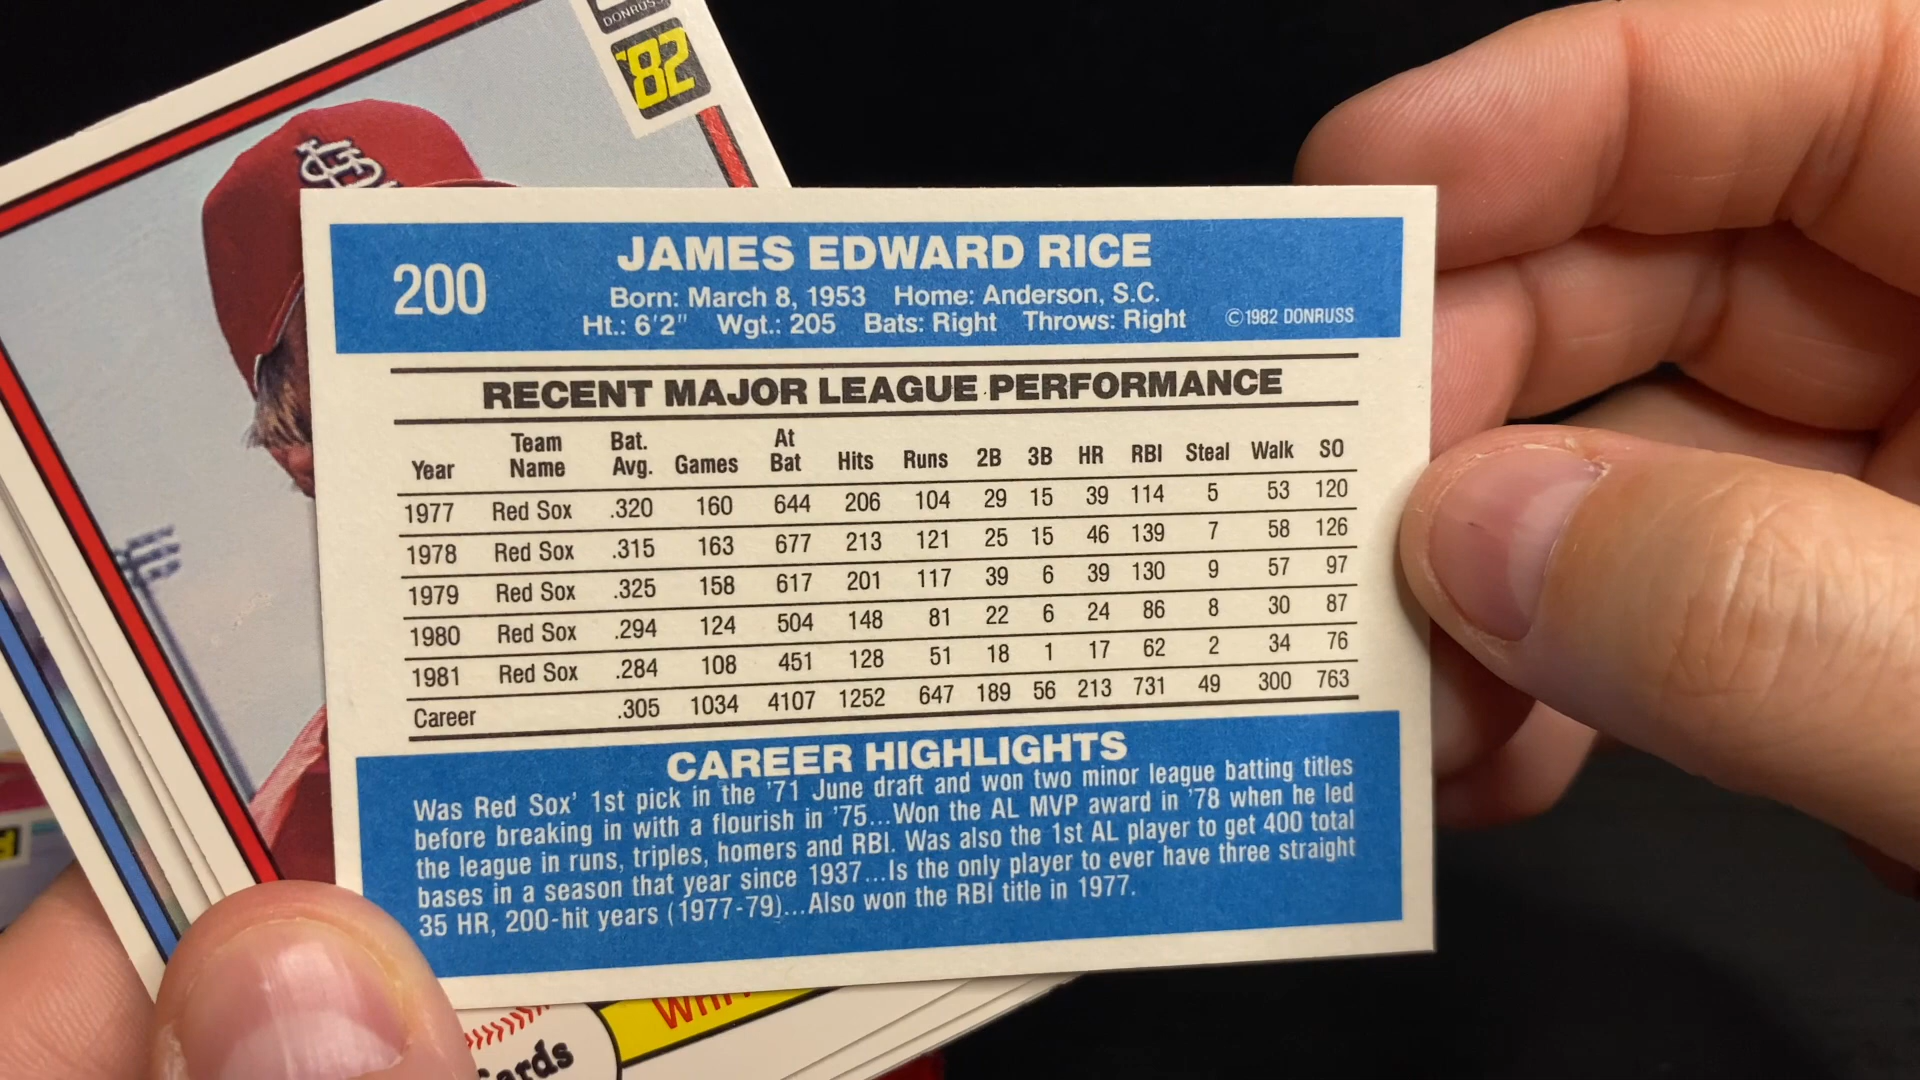 DONRUSS
'82
200
JAMES EDWARD RICE
Born: March 8, 1953 Home: Anderson, S.C.
Ht.: 6'2" Wgt.: 205 Bats: Right Throws: Right
©1982 DONRUSS
RECENT MAJOR LEAGUE PERFORMANCE
Year Team Name Bat. Avg. Games At Bat Hits Runs 2B 3B HR RBI Steal Walk SO
1977 Red Sox .320 160 644 206 104 29 15 39 114 5 53 120
1978 Red Sox .315 163 677 213 121 25 15 46 139 7 58 126
1979 Red Sox .325 158 617 201 117 39 6 39 130 9 57 97
1980 Red Sox .294 124 504 148 81 22 6 24 86 8 30 87
1981 Red Sox .284 108 451 128 51 18 1 17 62 2 34 76
Career .305 1034 4107 1252 647 189 56 213 731 49 300 763
CAREER HIGHLIGHTS
Was Red Sox' 1st pick in the '71 June draft and won two minor league batting titles
before breaking in with a flourish in '75...Won the AL MVP award in '78 when he led
the league in runs, triples, homers and RBI. Was also the 1st AL player to get 400 total
bases in a season that year since 1937...Is the only player to ever have three straight
35 HR, 200-hit years (1977-79)...Also won the RBI title in 1977.